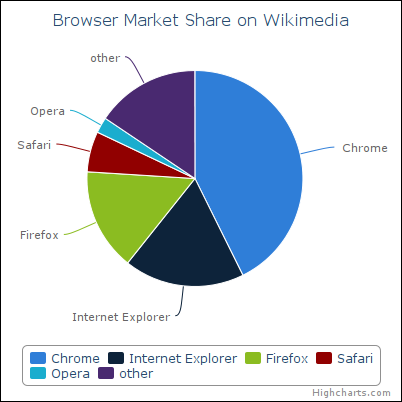 Browser Market Share on Wikimedia
other
Opera
Safari
Chrome
Firefox
Internet Explorer
Chrome Internet Explorer Firefox Safari
Opera other
Highcharts.com